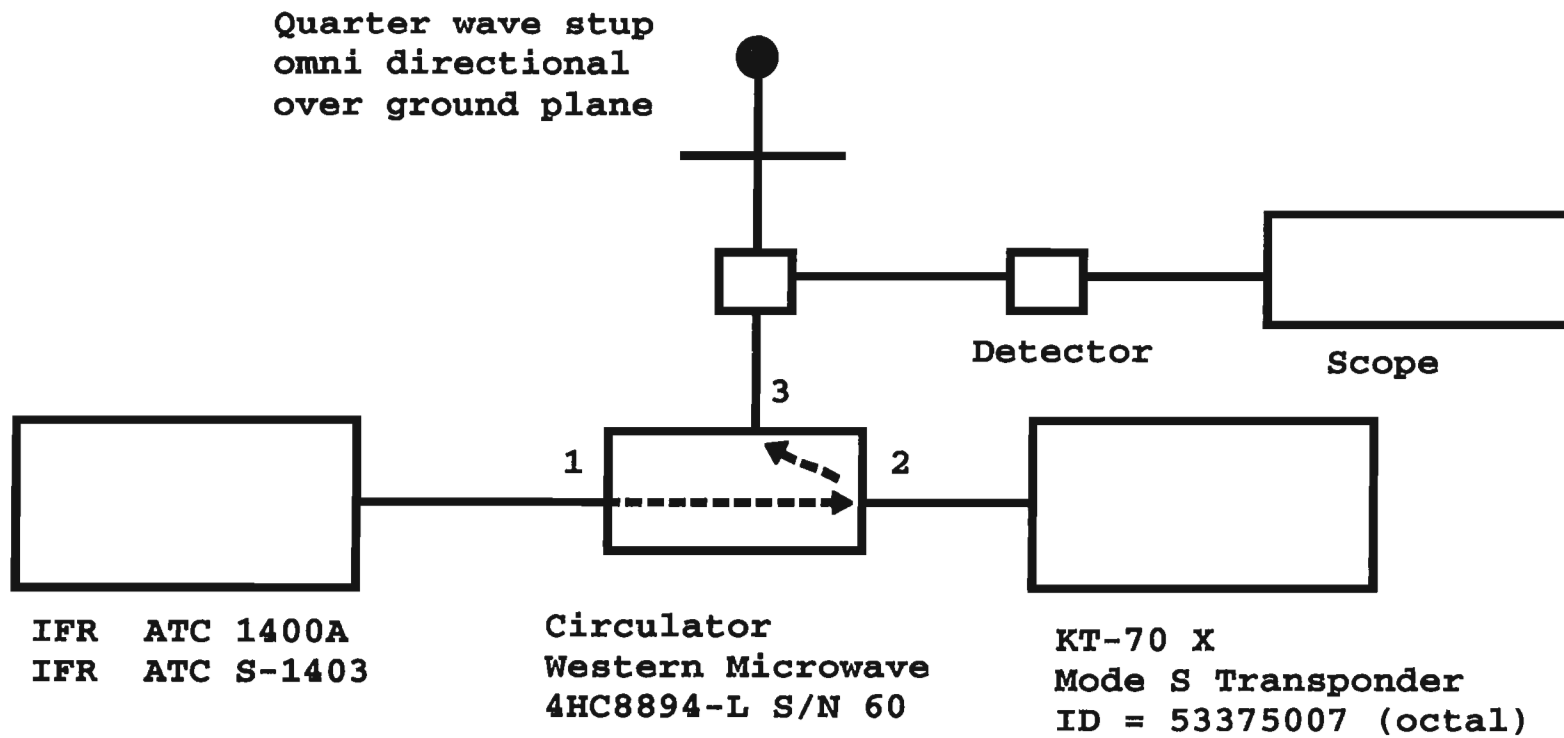 Quarter wave stup
omni directional
over ground plane
Detector
Scope
3
1
2
IFR ATC 1400A
IFR ATC S-1403
Circulator
Western Microwave
4HC8894-L S/N 60
KT-70 X
Mode S Transponder
ID = 53375007 (octal)